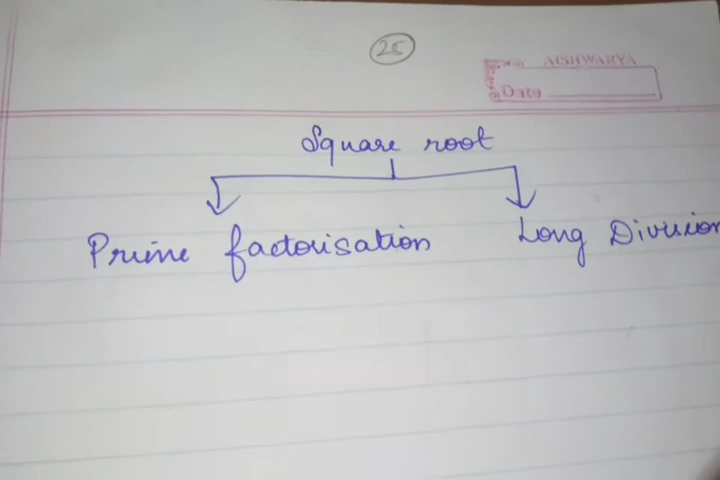 25
AISHWARYA
Date
Square root
Prime factorisation Long Division